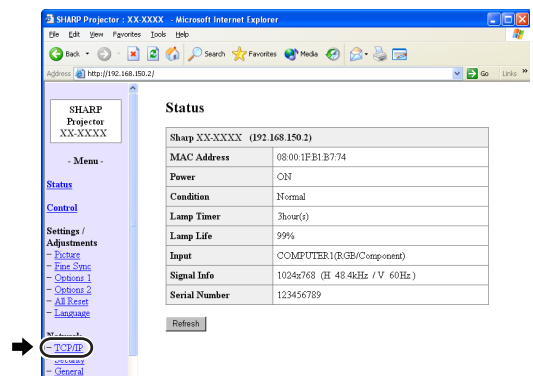 SHARP Projector : XX-XXXX - Microsoft Internet Explorer
File Edit View Favorites Tools Help
Back Search Favorites Media
Address http://192.168.150.2/ Go Links »
SHARP
Projector
XX-XXXX
- Menu -
Status
Control
Settings /
Adjustments
– Picture
– Fine Sync
– Options 1
– Options 2
– All Reset
– Language
Network
– TCP/IP
– Security
– General
Status
Sharp XX-XXXX (192.168.150.2)
MAC Address 08:00:1F:B1:B7:74
Power ON
Condition Normal
Lamp Timer 3hour(s)
Lamp Life 99%
Input COMPUTER1(RGB/Component)
Signal Info 1024x768 (H 48.4kHz / V 60Hz )
Serial Number 123456789
Refresh